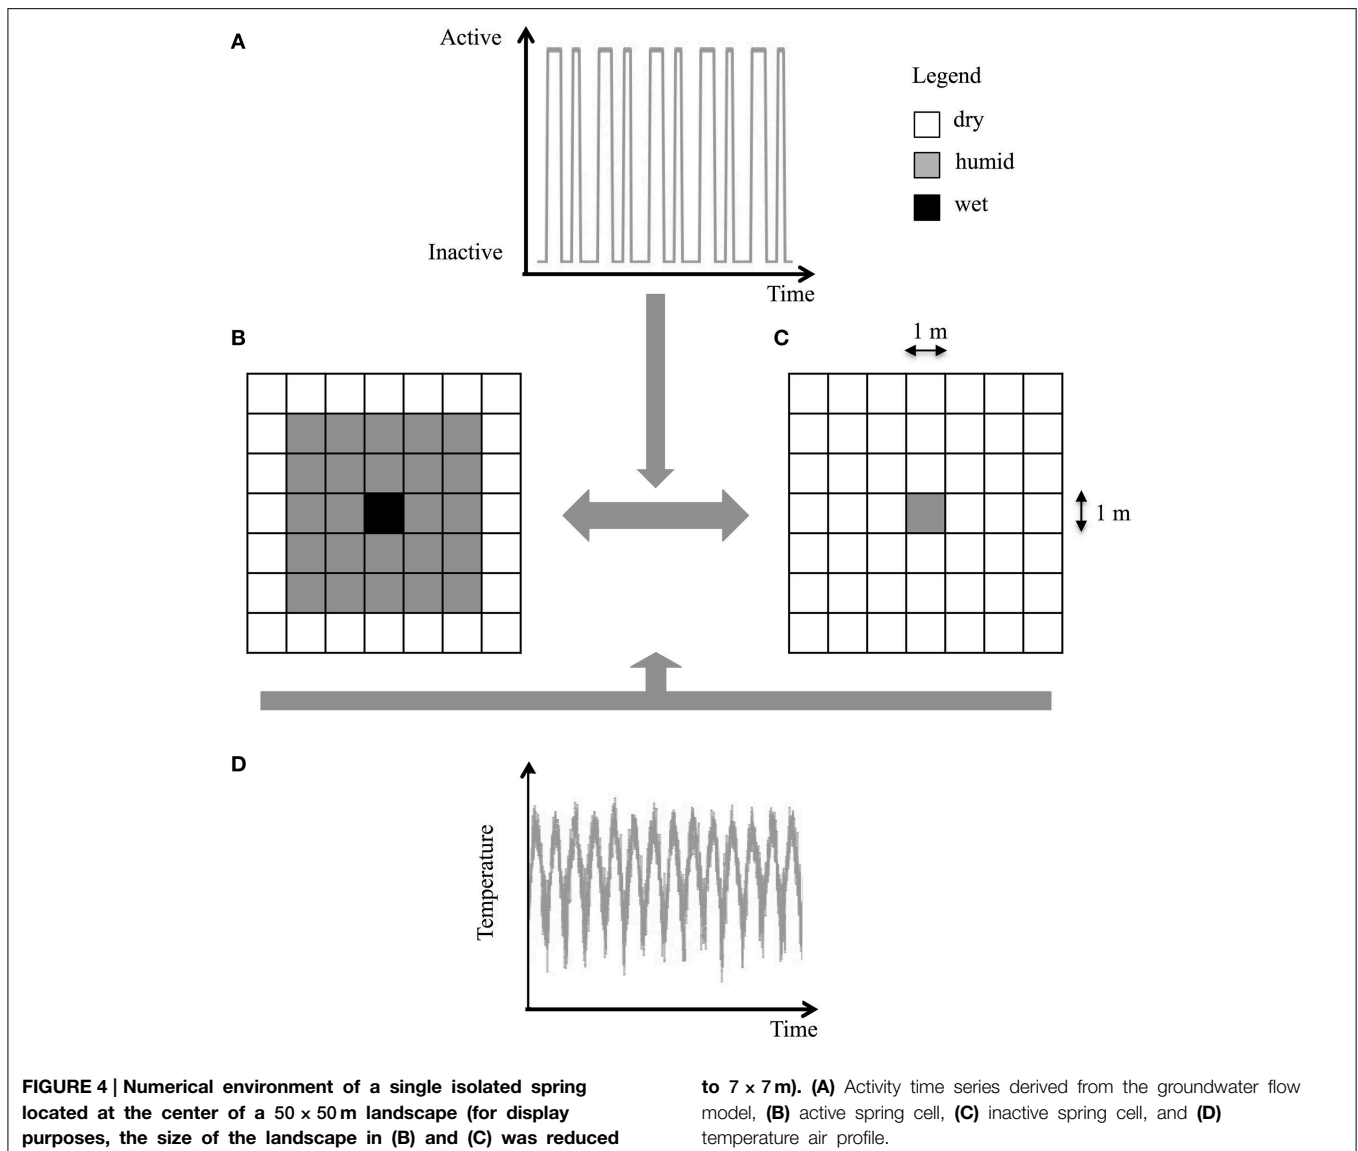 A
Active
Inactive
Time
Legend
dry
humid
wet
B
C
1 m
1 m
D
Temperature
Time
FIGURE 4 | Numerical environment of a single isolated spring
located at the center of a 50 x 50 m landscape (for display
purposes, the size of the landscape in (B) and (C) was reduced
to 7 x 7 m). (A) Activity time series derived from the groundwater flow
model, (B) active spring cell, (C) inactive spring cell, and (D)
temperature air profile.